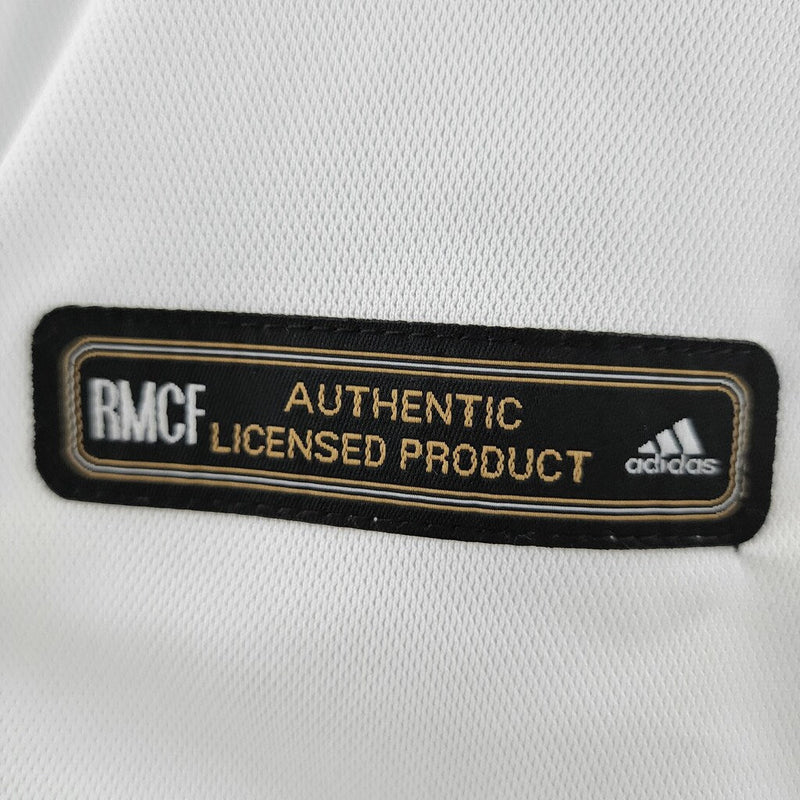 RMCF
AUTHENTIC
LICENSED PRODUCT
adidas